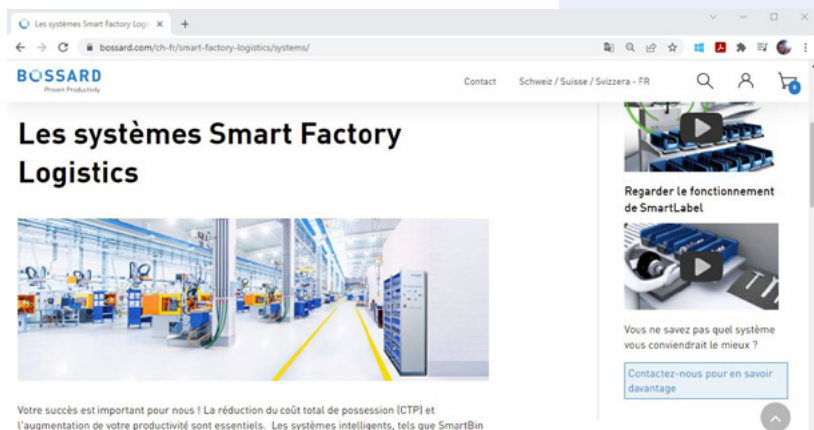 Les systèmes Smart Factory Logi
bossard.com/ch-fr/smart-factory-logistics/systems/
BOSSARD
Proven Productivity
Contact
Schweiz / Suisse / Svizzera - FR
0
Les systèmes Smart Factory
Logistics
Votre succès est important pour nous ! La réduction du coût total de possession (CTP) et
l'augmentation de votre productivité sont essentiels. Les systèmes intelligents, tels que SmartBin
Regarder le fonctionnement
de SmartLabel
Vous ne savez pas quel système
vous conviendrait le mieux ?
Contactez-nous pour en savoir
davantage